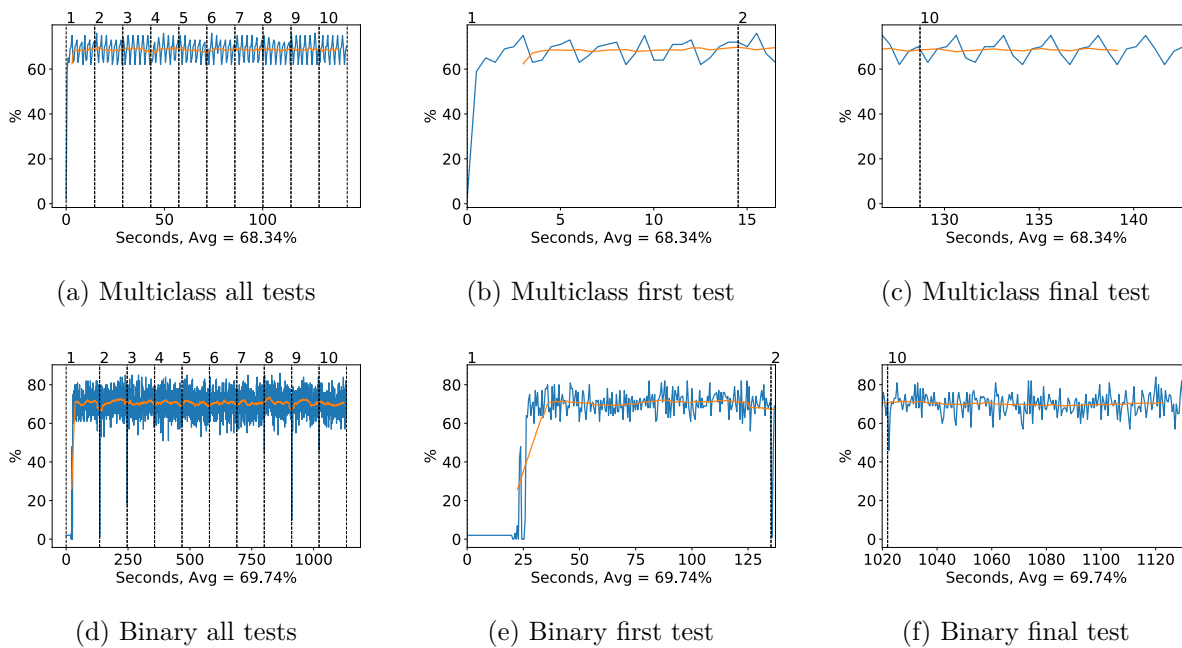 1 2 3 4 5 6 7 8 9 10
60
40
20
0
%
0 50 100
Seconds, Avg = 68.34%
(a) Multiclass all tests
1 2
60
40
20
0
%
0 5 10 15
Seconds, Avg = 68.34%
(b) Multiclass first test
10
60
40
20
0
%
130 135 140
Seconds, Avg = 68.34%
(c) Multiclass final test
1 2 3 4 5 6 7 8 9 10
80
60
40
20
0
%
0 250 500 750 1000
Seconds, Avg = 69.74%
(d) Binary all tests
1 2
80
60
40
20
0
%
0 25 50 75 100 125
Seconds, Avg = 69.74%
(e) Binary first test
10
80
60
40
20
0
%
1020 1040 1060 1080 1100 1120
Seconds, Avg = 69.74%
(f) Binary final test